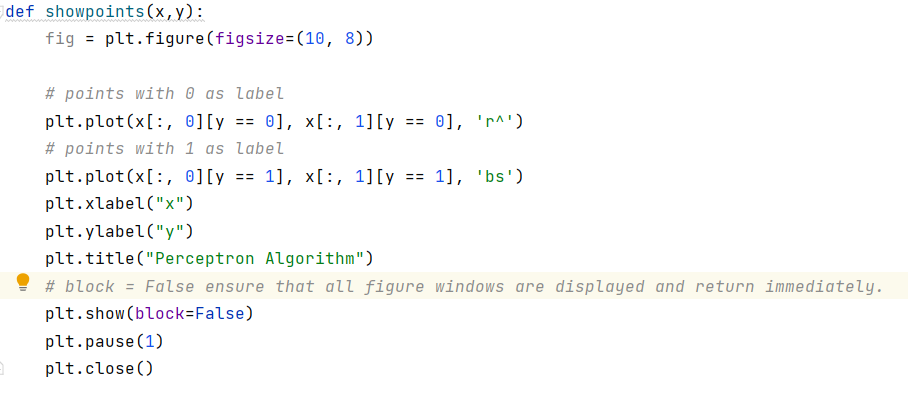 def showpoints(x,y):
    fig = plt.figure(figsize=(10, 8))

    # points with 0 as label
    plt.plot(x[:, 0][y == 0], x[:, 1][y == 0], 'r^')
    # points with 1 as label
    plt.plot(x[:, 0][y == 1], x[:, 1][y == 1], 'bs')
    plt.xlabel("x")
    plt.ylabel("y")
    plt.title("Perceptron Algorithm")
    # block = False ensure that all figure windows are displayed and return immediately.
    plt.show(block=False)
    plt.pause(1)
    plt.close()